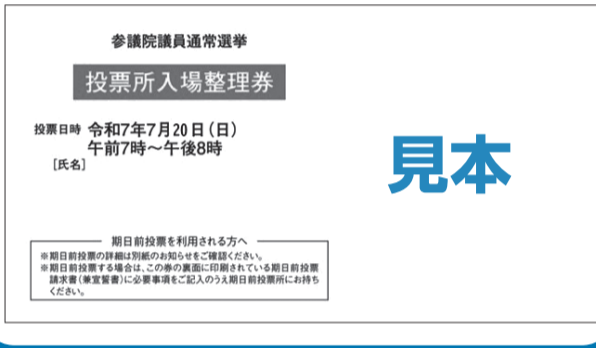 参議院議員通常選挙
投票所入場整理券
投票日時 令和7年7月20日(日)
午前7時〜午後8時
[氏名]
見本
期日前投票を利用される方へ
※期日前投票の詳細は別紙のお知らせをご確認ください。
※期日前投票する場合は、この券の裏面に印刷されている期日前投票
請求書(兼宣誓書)に必要事項をご記入のうえ期日前投票所にお持ち
ください。